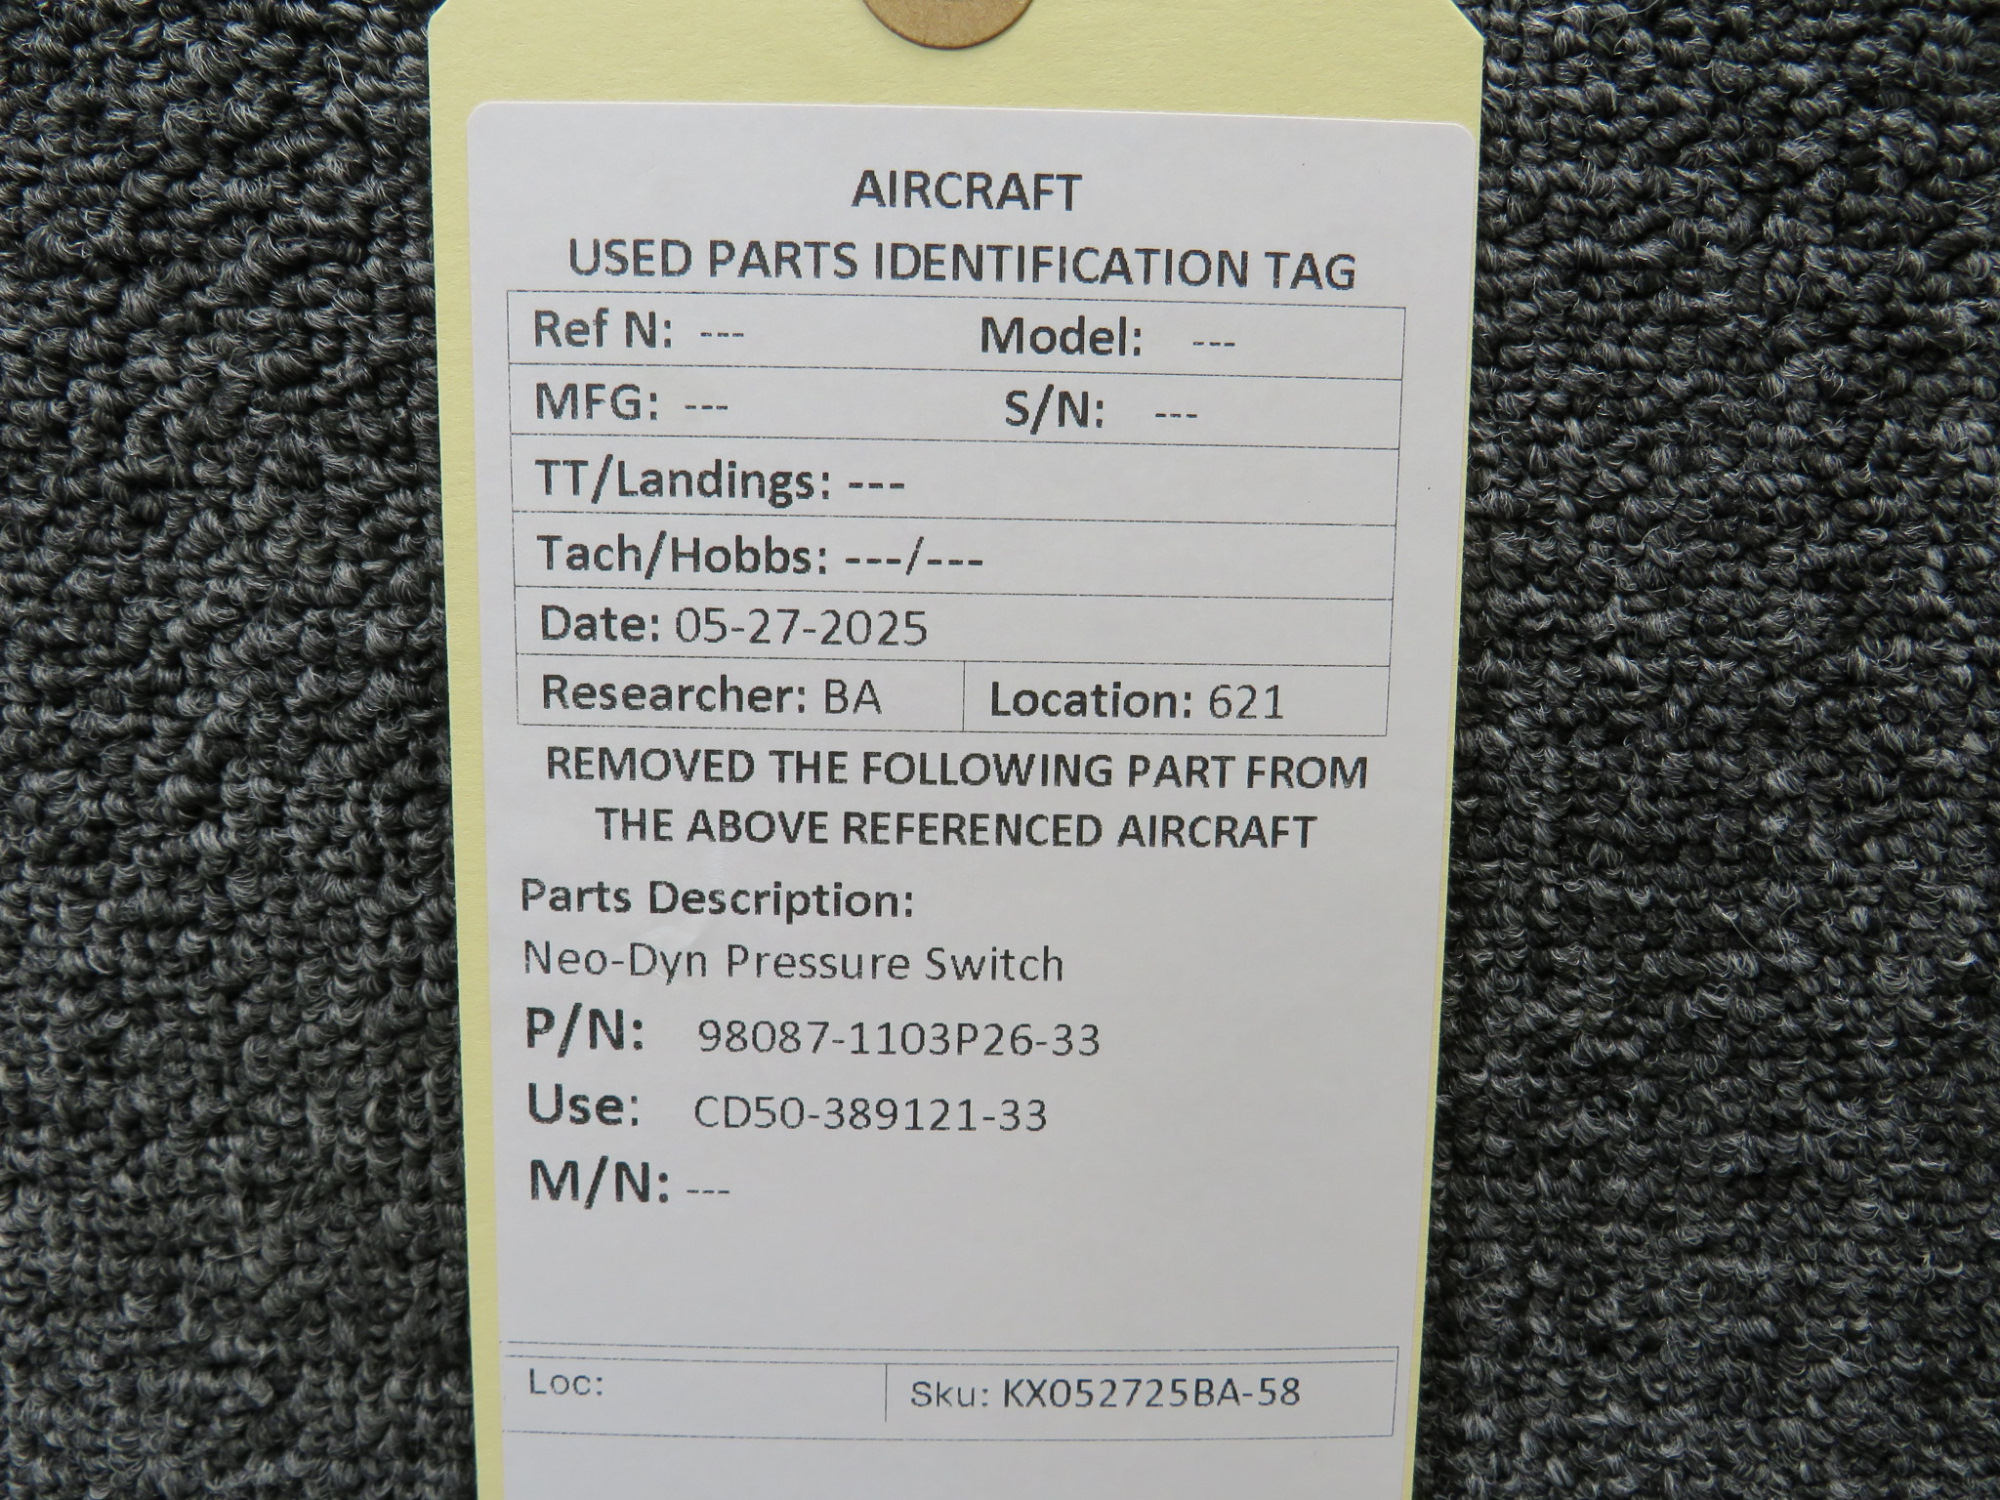 AIRCRAFT
USED PARTS IDENTIFICATION TAG
Ref N: --- Model: ---
MFG: --- S/N: ---
TT/Landings: ---
Tach/Hobbs: ---/---
Date: 05-27-2025
Researcher: BA Location: 621
REMOVED THE FOLLOWING PART FROM
THE ABOVE REFERENCED AIRCRAFT
Parts Description:
Neo-Dyn Pressure Switch
P/N: 98087-1103P26-33
Use: CD50-389121-33
M/N: ---
Loc: Sku: KX052725BA-58